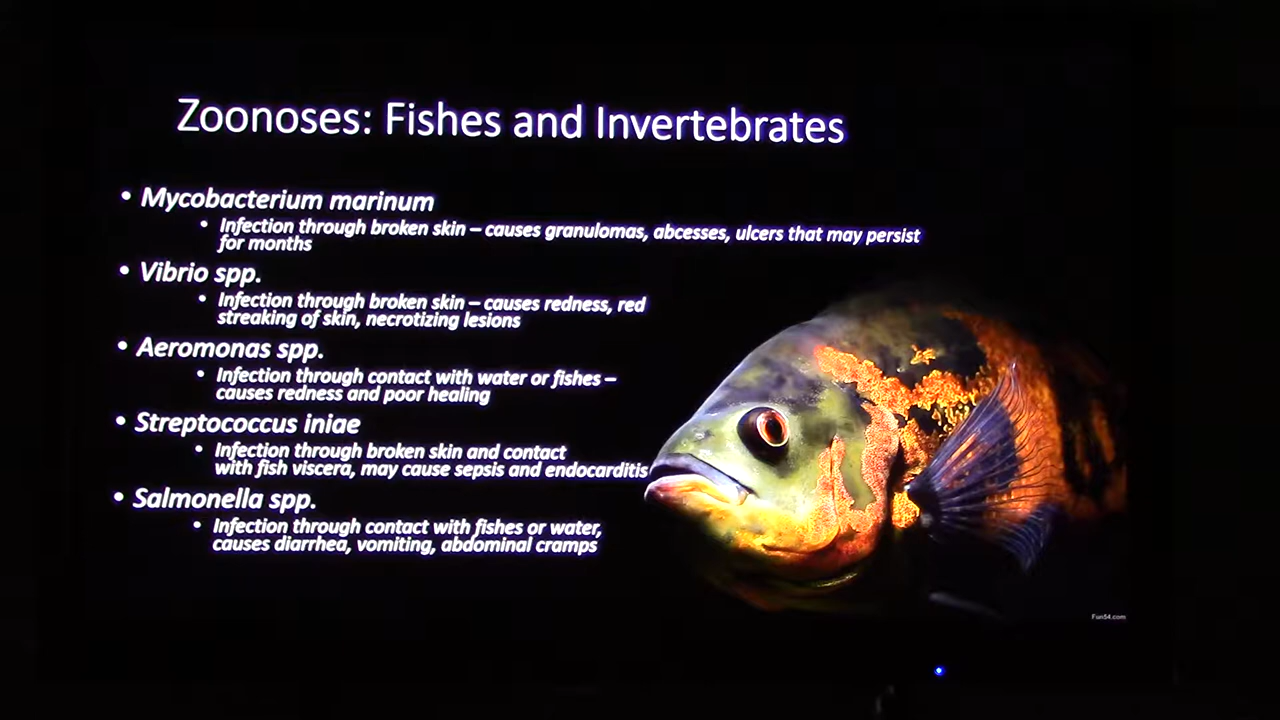 Zoonoses: Fishes and Invertebrates
• Mycobacterium marinum
• Infection through broken skin – causes granulomas, abcesses, ulcers that may persist
for months
• Vibrio spp.
• Infection through broken skin – causes redness, red
streaking of skin, necrotizing lesions
• Aeromonas spp.
• Infection through contact with water or fishes –
causes redness and poor healing
• Streptococcus iniae
• Infection through broken skin and contact
with fish viscera, may cause sepsis and endocarditis
• Salmonella spp.
• Infection through contact with fishes or water,
causes diarrhea, vomiting, abdominal cramps
Fun54.com